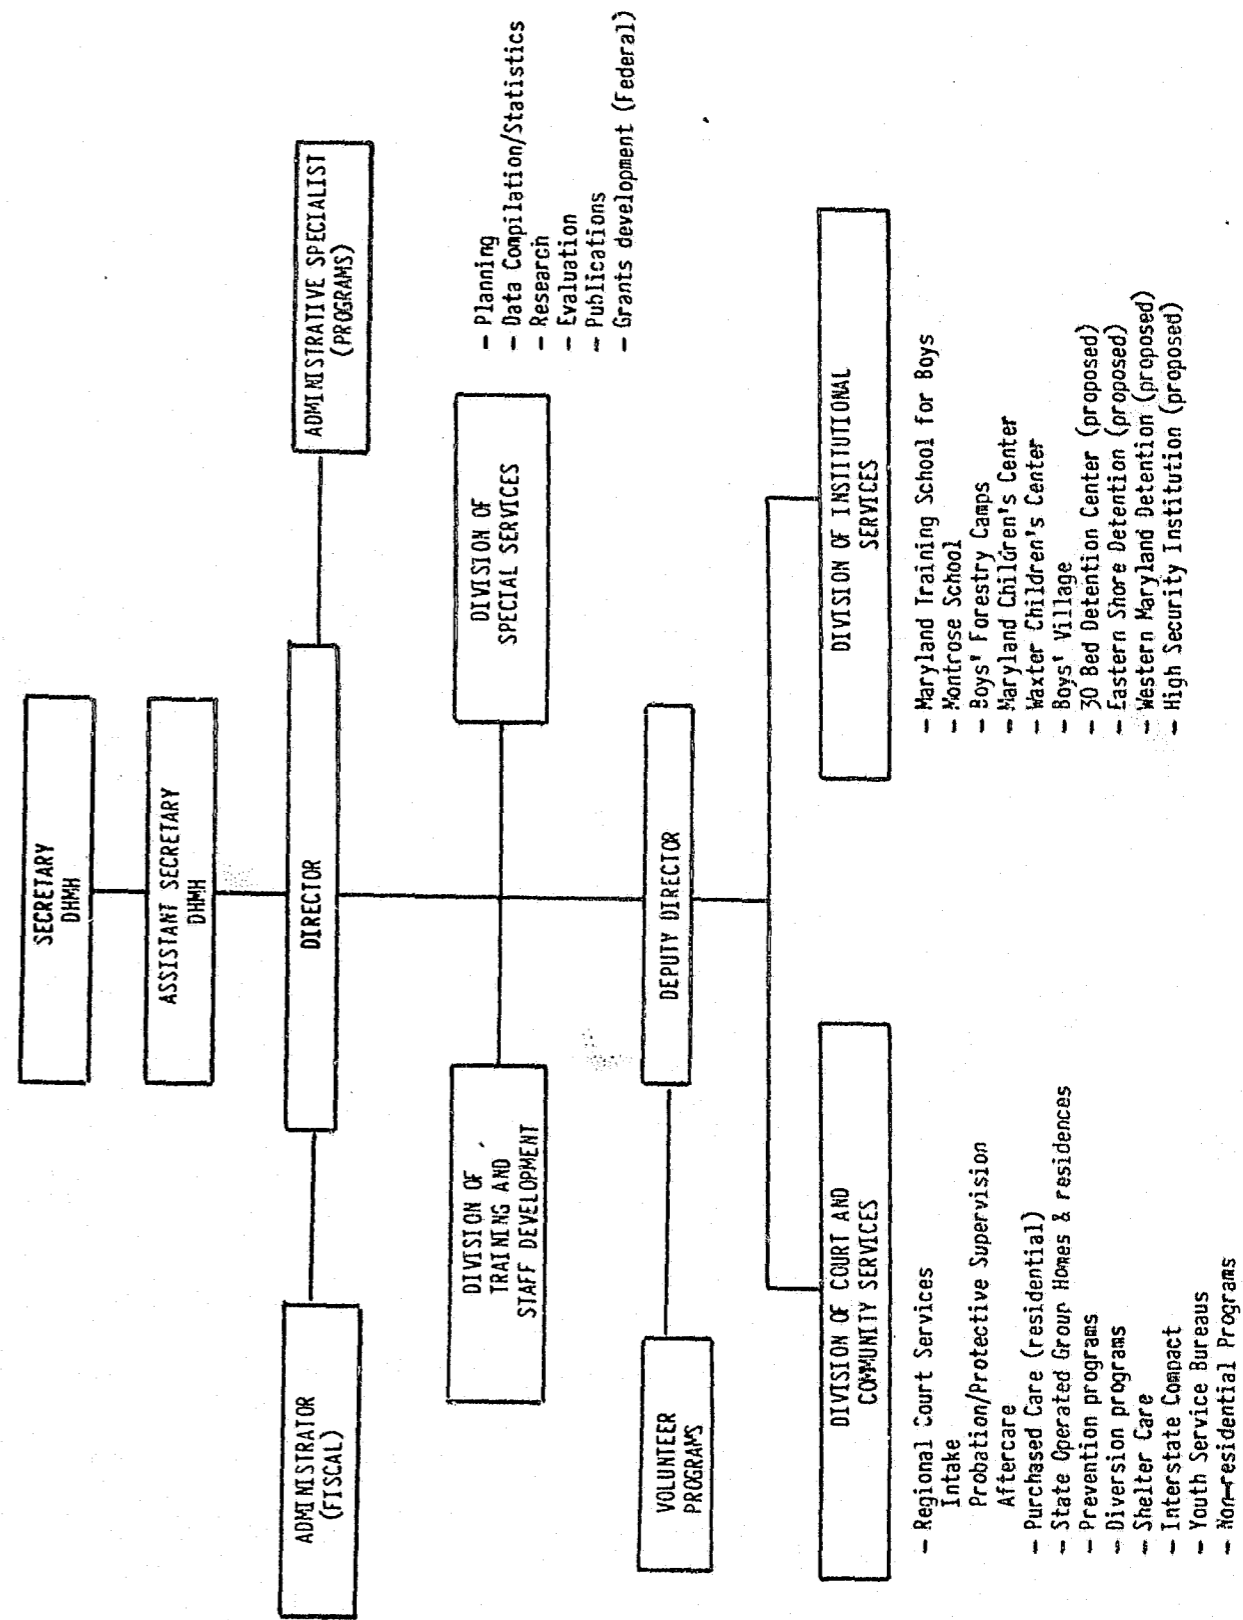 SECRETARY
DHMH
ASSISTANT SECRETARY
DHMH
ADMINISTRATOR
(FISCAL)
DIRECTOR
ADMINISTRATIVE SPECIALIST
(PROGRAMS)
DIVISION OF
TRAINING AND
STAFF DEVELOPMENT
DIVISION OF
SPECIAL SERVICES
- Planning
- Data Compilation/Statistics
- Research
- Evaluation
- Publications
- Grants development (Federal)
VOLUNTEER
PROGRAMS
DEPUTY DIRECTOR
DIVISION OF COURT AND
COMMUNITY SERVICES
- Regional Court Services
Intake
Probation/Protective Supervision
Aftercare
- Purchased Care (residential)
- State Operated Group Homes & residences
- Prevention programs
- Diversion programs
- Shelter Care
- Interstate Compact
- Youth Service Bureaus
- Non-residential Programs
DIVISION OF INSTITUTIONAL
SERVICES
- Maryland Training School for Boys
- Montrose School
- Boys' Forestry Camps
- Maryland Children's Center
- Waxter Children's Center
- Boys' Village
- 30 Bed Detention Center (proposed)
- Eastern Shore Detention (proposed)
- Western Maryland Detention (proposed)
- High Security Institution (proposed)